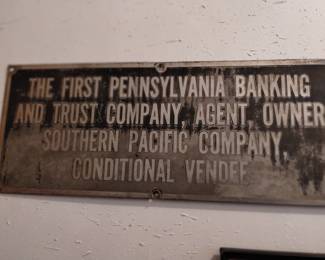 THE FIRST PENNSYLVANIA BANKING
AND TRUST COMPANY, AGENT, OWNER
SOUTHERN PACIFIC COMPANY,
CONDITIONAL VENDEE